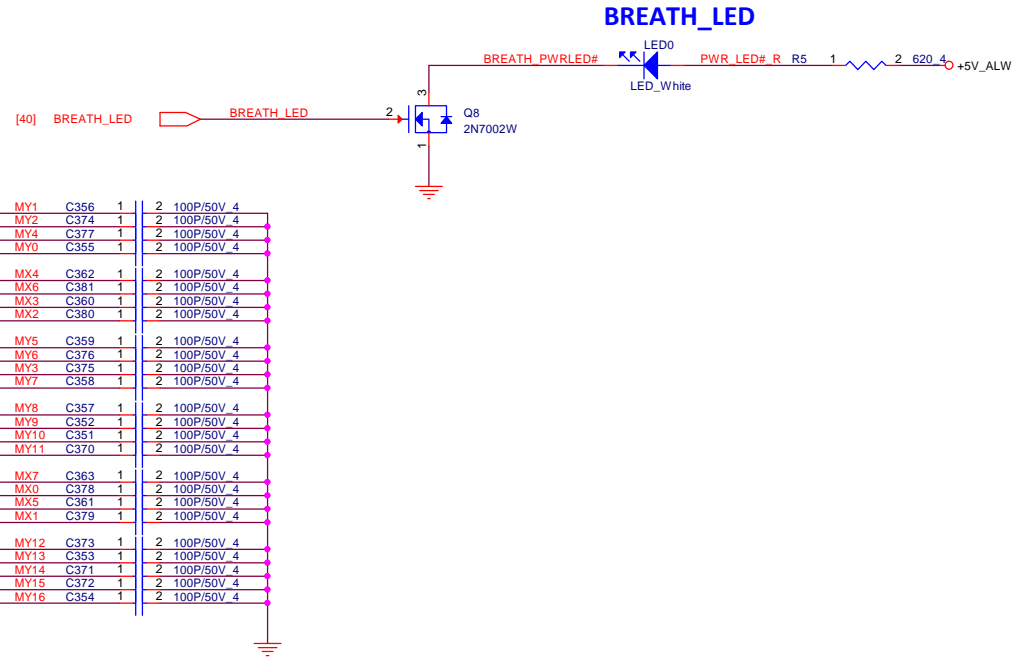 BREATH_LED
LED0
BREATH_PWRLED# PWR_LED#_R R5 1 2 620_4 +5V_ALW
LED_White
3
[40] BREATH_LED BREATH_LED 2 Q8
2N7002W
1
MY1 C356 1 2 100P/50V_4
MY2 C374 1 2 100P/50V_4
MY4 C377 1 2 100P/50V_4
MY0 C355 1 2 100P/50V_4
MX4 C362 1 2 100P/50V_4
MX6 C381 1 2 100P/50V_4
MX3 C360 1 2 100P/50V_4
MX2 C380 1 2 100P/50V_4
MY5 C359 1 2 100P/50V_4
MY6 C376 1 2 100P/50V_4
MY3 C375 1 2 100P/50V_4
MY7 C358 1 2 100P/50V_4
MY8 C357 1 2 100P/50V_4
MY9 C352 1 2 100P/50V_4
MY10 C351 1 2 100P/50V_4
MY11 C370 1 2 100P/50V_4
MX7 C363 1 2 100P/50V_4
MX0 C378 1 2 100P/50V_4
MX5 C361 1 2 100P/50V_4
MX1 C379 1 2 100P/50V_4
MY12 C373 1 2 100P/50V_4
MY13 C353 1 2 100P/50V_4
MY14 C371 1 2 100P/50V_4
MY15 C372 1 2 100P/50V_4
MY16 C354 1 2 100P/50V_4